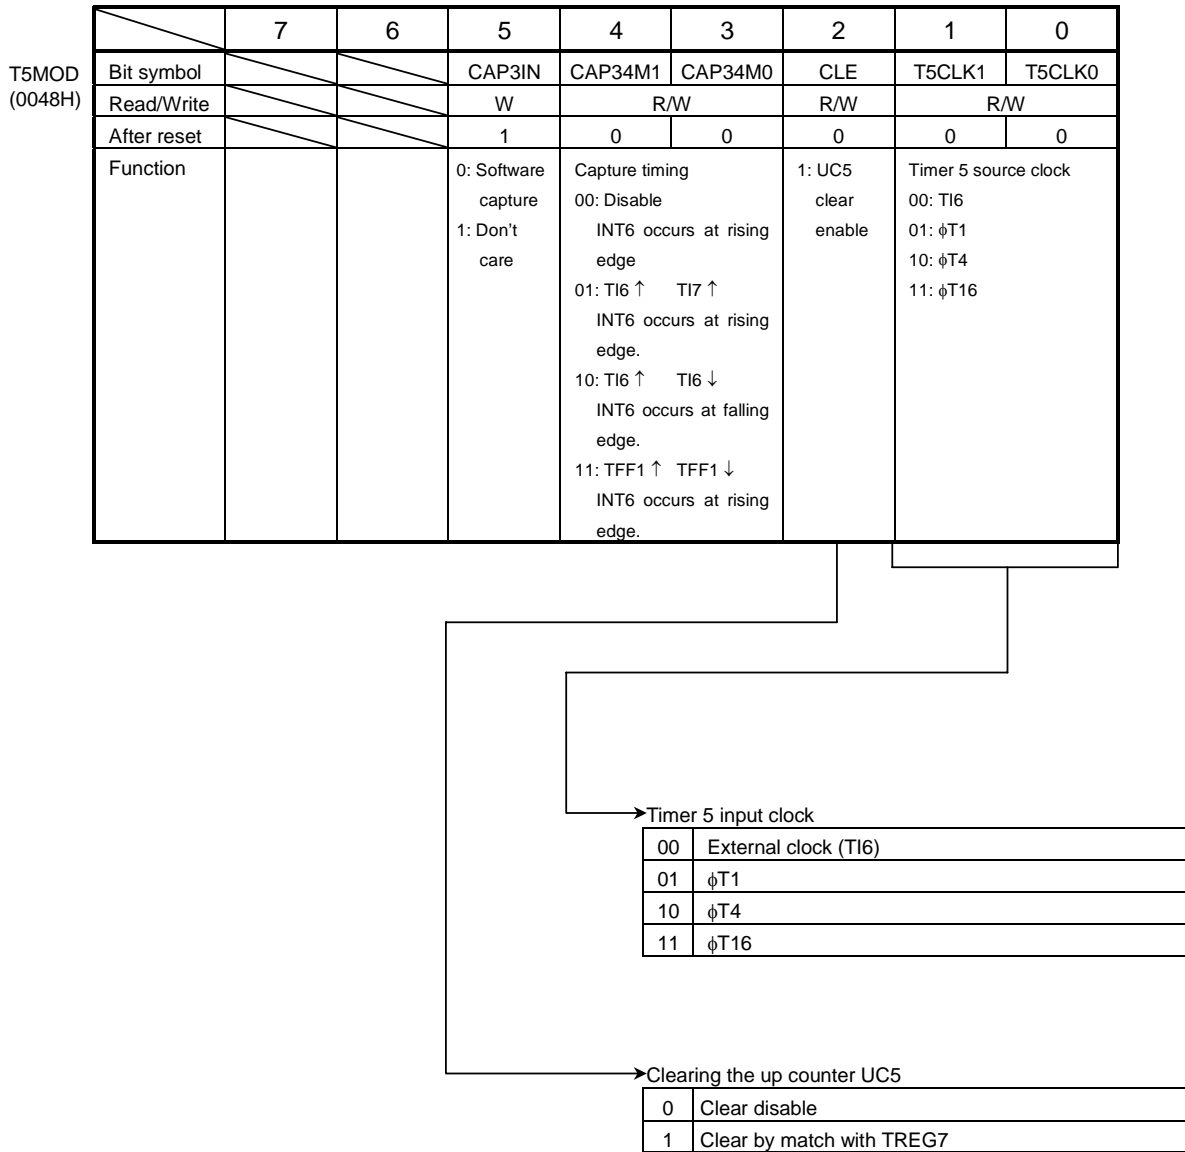 7 6 5 4 3 2 1 0
T5MOD
(0048H)
Bit symbol CAP3IN CAP34M1 CAP34M0 CLE T5CLK1 T5CLK0
Read/Write W R/W R/W R/W
After reset 1 0 0 0 0 0
Function
0: Software
capture
1: Don't
care
Capture timing
00: Disable
INT6 occurs at rising
edge
01: TI6 ↑ TI7 ↑
INT6 occurs at rising
edge.
10: TI6 ↑ TI6 ↓
INT6 occurs at falling
edge.
11: TFF1 ↑ TFF1 ↓
INT6 occurs at rising
edge.
1: UC5
clear
enable
Timer 5 source clock
00: TI6
01: ϕT1
10: ϕT4
11: ϕT16
Timer 5 input clock
00 External clock (TI6)
01 ϕT1
10 ϕT4
11 ϕT16
Clearing the up counter UC5
0 Clear disable
1 Clear by match with TREG7